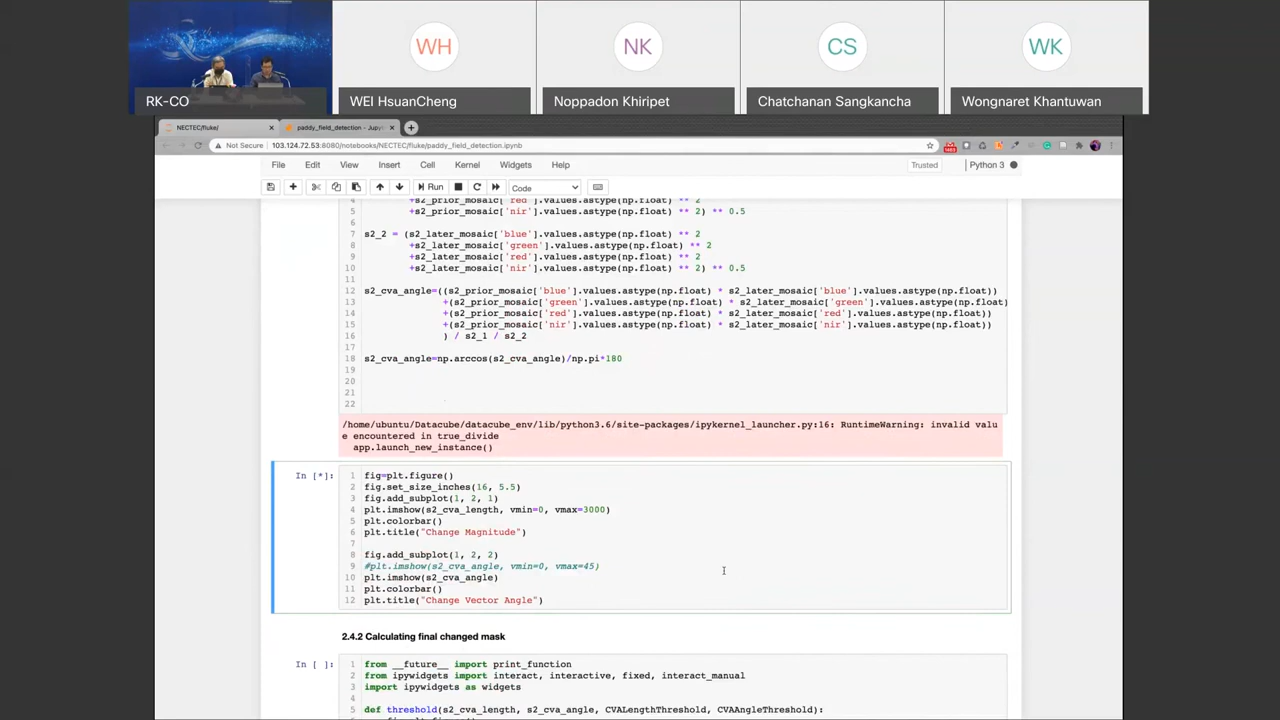 WH
NK
CS
WK
RK-CO
WEI HsuanCheng
Noppadon Khiripet
Chatchanan Sangkancha
Wongnaret Khantuwan
NECTEC/fluke/
paddy_field_detection - Jupyt
Not Secure
103.124.72.53:8080/notebooks/NECTEC/fluke/paddy_field_detection.ipynb
File Edit View Insert Cell Kernel Widgets Help
Trusted
Python 3
Run
Code
4 +s2_prior_mosaic['red'].values.astype(np.float) ** 2
5 +s2_prior_mosaic['nir'].values.astype(np.float) ** 2) ** 0.5
6
7 s2_2 = (s2_later_mosaic['blue'].values.astype(np.float) ** 2
8 +s2_later_mosaic['green'].values.astype(np.float) ** 2
9 +s2_later_mosaic['red'].values.astype(np.float) ** 2
10 +s2_later_mosaic['nir'].values.astype(np.float) ** 2) ** 0.5
11
12 s2_cva_angle=((s2_prior_mosaic['blue'].values.astype(np.float) * s2_later_mosaic['blue'].values.astype(np.float))
13 +(s2_prior_mosaic['green'].values.astype(np.float) * s2_later_mosaic['green'].values.astype(np.float)
14 +(s2_prior_mosaic['red'].values.astype(np.float) * s2_later_mosaic['red'].values.astype(np.float))
15 +(s2_prior_mosaic['nir'].values.astype(np.float) * s2_later_mosaic['nir'].values.astype(np.float))
16 ) / s2_1 / s2_2
17
18 s2_cva_angle=np.arccos(s2_cva_angle)/np.pi*180
19
20
21
22
/home/ubuntu/Datacube/datacube_env/lib/python3.6/site-packages/ipykernel_launcher.py:16: RuntimeWarning: invalid valu
e encountered in true_divide
app.launch_new_instance()
In [*]:
1 fig=plt.figure()
2 fig.set_size_inches(16, 5.5)
3 fig.add_subplot(1, 2, 1)
4 plt.imshow(s2_cva_length, vmin=0, vmax=3000)
5 plt.colorbar()
6 plt.title("Change Magnitude")
7
8 fig.add_subplot(1, 2, 2)
9 #plt.imshow(s2_cva_angle, vmin=0, vmax=45)
10 plt.imshow(s2_cva_angle)
11 plt.colorbar()
12 plt.title("Change Vector Angle")
2.4.2 Calculating final changed mask
In [ ]:
1 from __future__ import print_function
2 from ipywidgets import interact, interactive, fixed, interact_manual
3 import ipywidgets as widgets
4
5 def threshold(s2_cva_length, s2_cva_angle, CVALengthThreshold, CVAAngleThreshold):